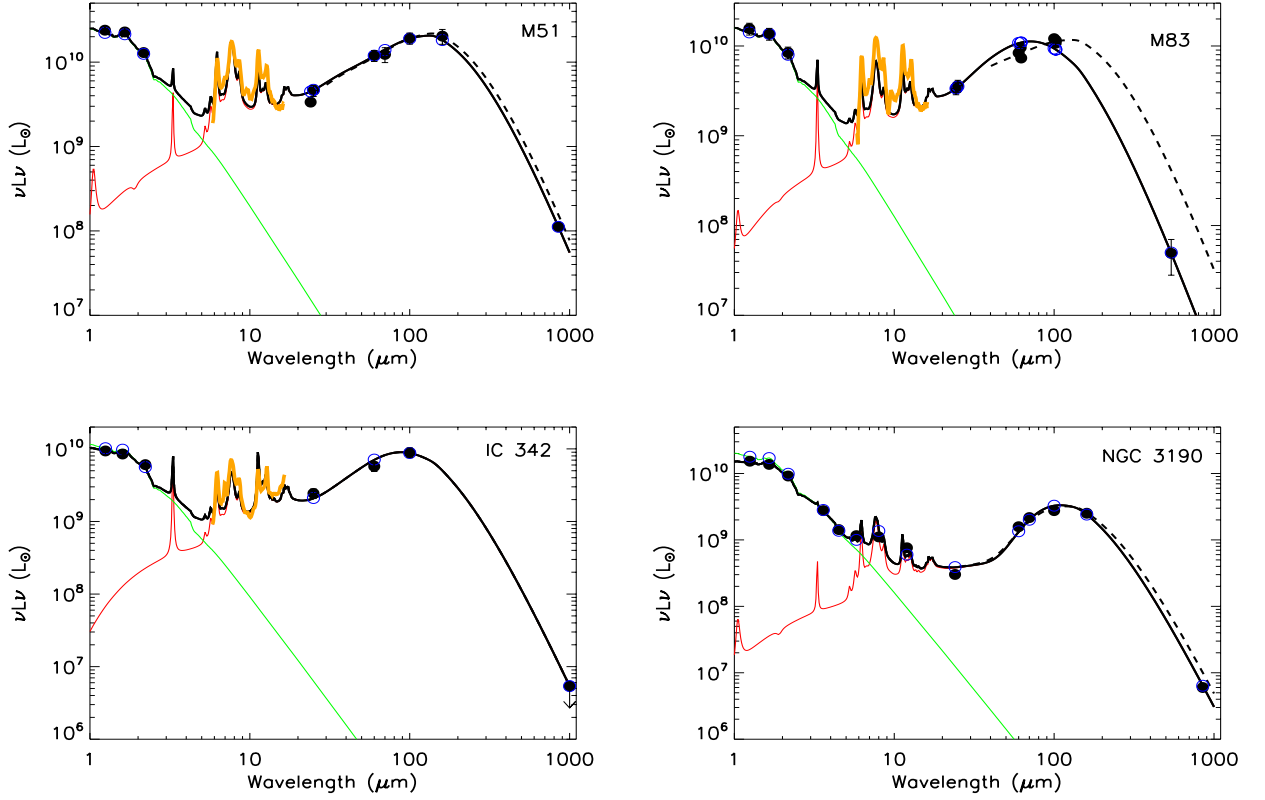 M51
10¹⁰
10⁹
10⁸
10⁷
νLν (L⊙)
1 10 100 1000
Wavelength (μm)
M83
10¹⁰
10⁹
10⁸
10⁷
νLν (L⊙)
1 10 100 1000
Wavelength (μm)
IC 342
10¹⁰
10⁹
10⁸
10⁷
10⁶
νLν (L⊙)
1 10 100 1000
Wavelength (μm)
NGC 3190
10¹⁰
10⁹
10⁸
10⁷
10⁶
νLν (L⊙)
1 10 100 1000
Wavelength (μm)